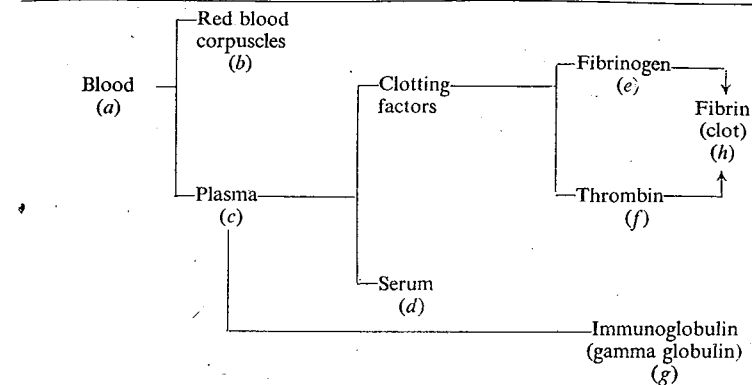 Red blood
corpuscles
(b)
Blood
(a)
Clotting
factors
Fibrinogen
(e)
Fibrin
(clot)
(h)
Plasma
(c)
Thrombin
(f)
Serum
(d)
Immunoglobulin
(gamma globulin)
(g)